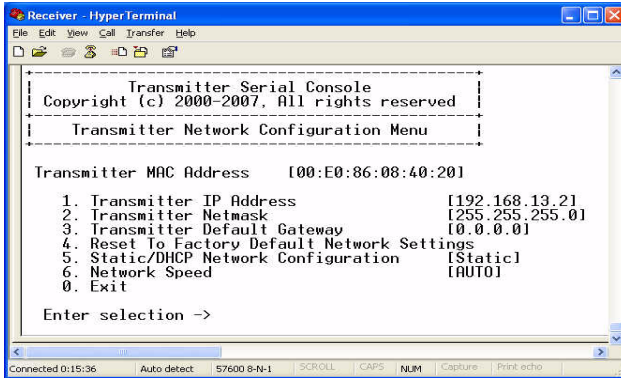 Receiver - HyperTerminal
File Edit View Call Transfer Help
Transmitter Serial Console
Copyright (c) 2000-2007, All rights reserved
Transmitter Network Configuration Menu
Transmitter MAC Address [00:E0:86:08:40:20]
1. Transmitter IP Address [192.168.13.2]
2. Transmitter Netmask [255.255.255.0]
3. Transmitter Default Gateway [0.0.0.0]
4. Reset To Factory Default Network Settings
5. Static/DHCP Network Configuration [Static]
6. Network Speed [AUTO]
0. Exit
Enter selection ->
Connected 0:15:36 Auto detect 57600 8-N-1 SCROLL CAPS NUM Capture Print echo